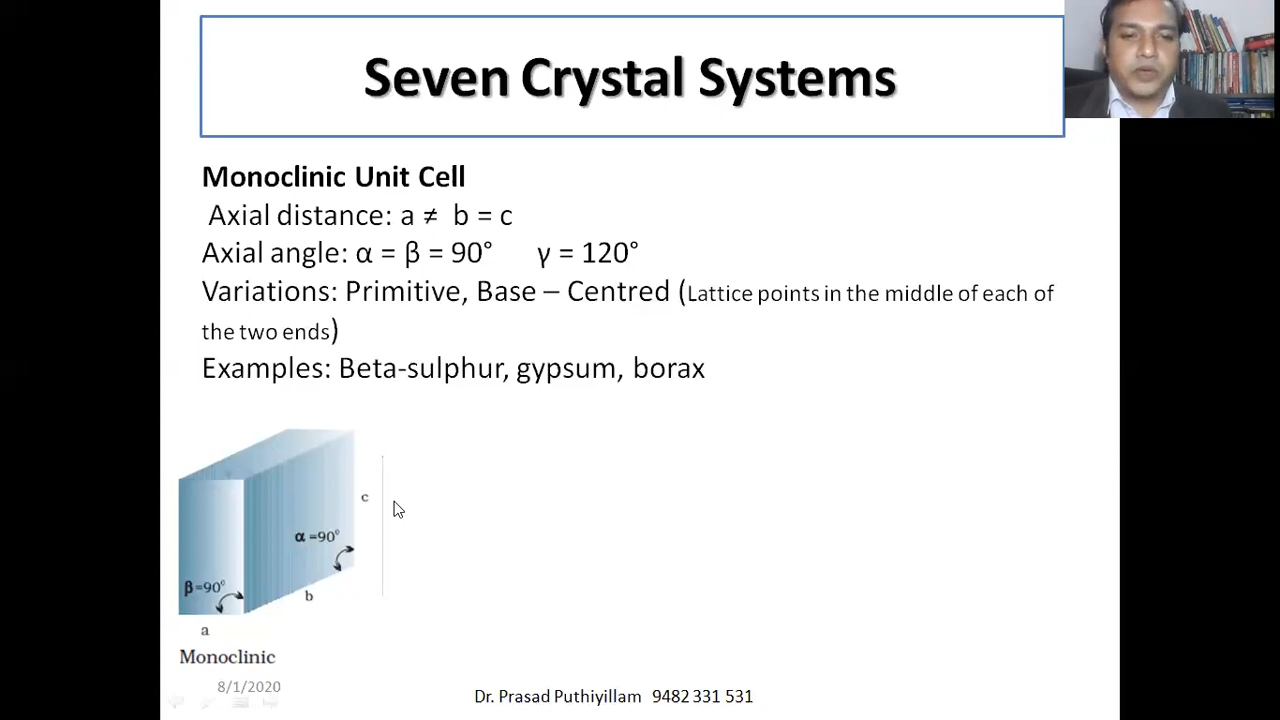 Seven Crystal Systems
Monoclinic Unit Cell
Axial distance: a ≠ b = c
Axial angle: α = β = 90° γ = 120°
Variations: Primitive, Base – Centred (Lattice points in the middle of each of
the two ends)
Examples: Beta-sulphur, gypsum, borax
c
α =90°
β=90°
b
a
Monoclinic
8/1/2020
Dr. Prasad Puthiyillam 9482 331 531